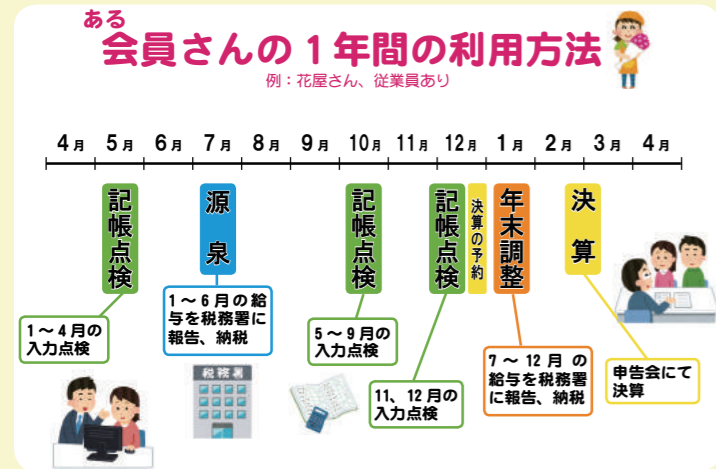 ある
会員さんの1年間の利用方法
例：花屋さん、従業員あり
4月 5月 6月 7月 8月 9月 10月 11月 12月 1月 2月 3月 4月
記帳点検
源泉
記帳点検
記帳点検
決算の予約
年末調整
決算
1～4月の
入力点検
1～6月の給
与を税務署に
報告、納税
税務署
5～9月の
入力点検
11、12月の
入力点検
7～12月の
給与を税務署
に報告、納税
申告会にて
決算